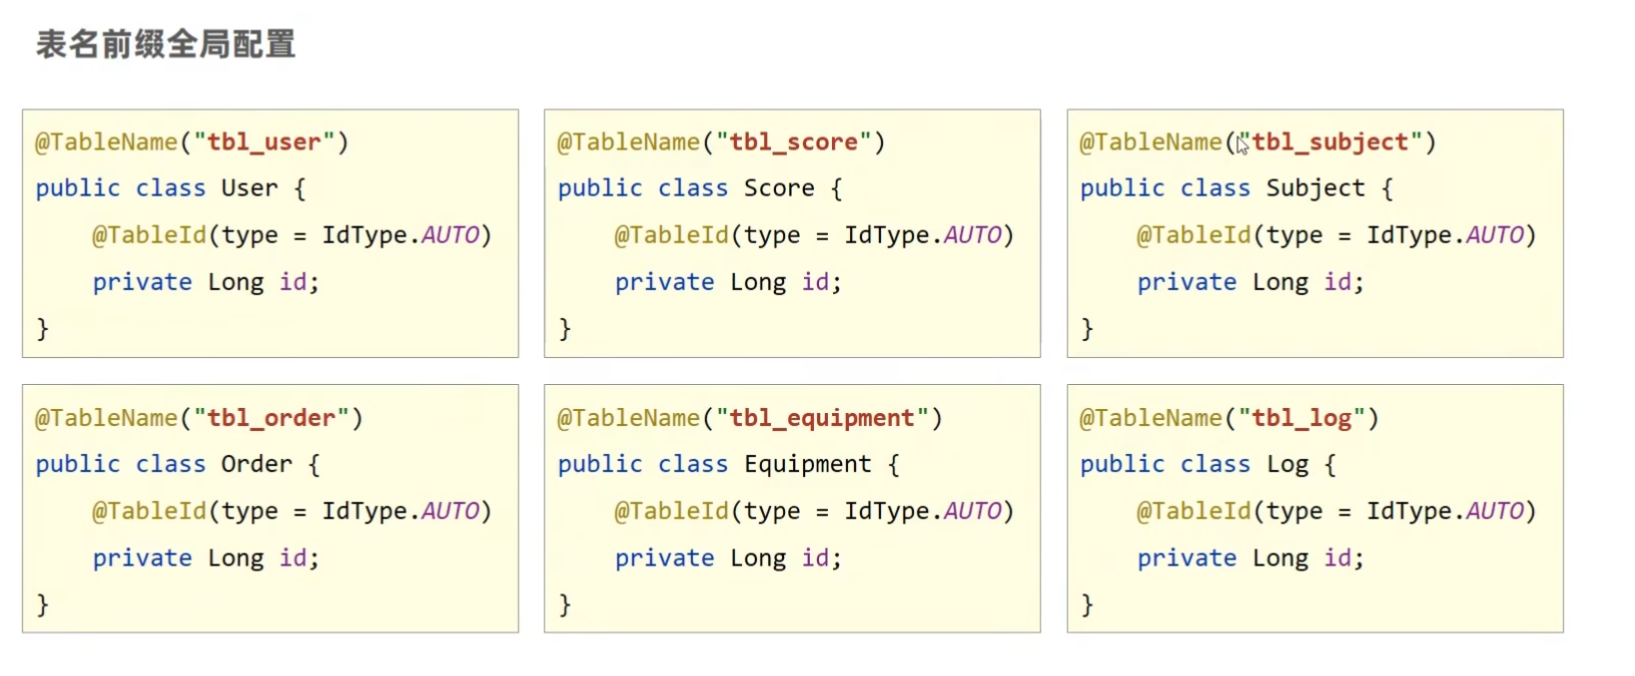 表名前缀全局配置
@TableName("tbl_user")
public class User {
    @TableId(type = IdType.AUTO)
    private Long id;
}
@TableName("tbl_score")
public class Score {
    @TableId(type = IdType.AUTO)
    private Long id;
}
@TableName("tbl_subject")
public class Subject {
    @TableId(type = IdType.AUTO)
    private Long id;
}
@TableName("tbl_order")
public class Order {
    @TableId(type = IdType.AUTO)
    private Long id;
}
@TableName("tbl_equipment")
public class Equipment {
    @TableId(type = IdType.AUTO)
    private Long id;
}
@TableName("tbl_log")
public class Log {
    @TableId(type = IdType.AUTO)
    private Long id;
}